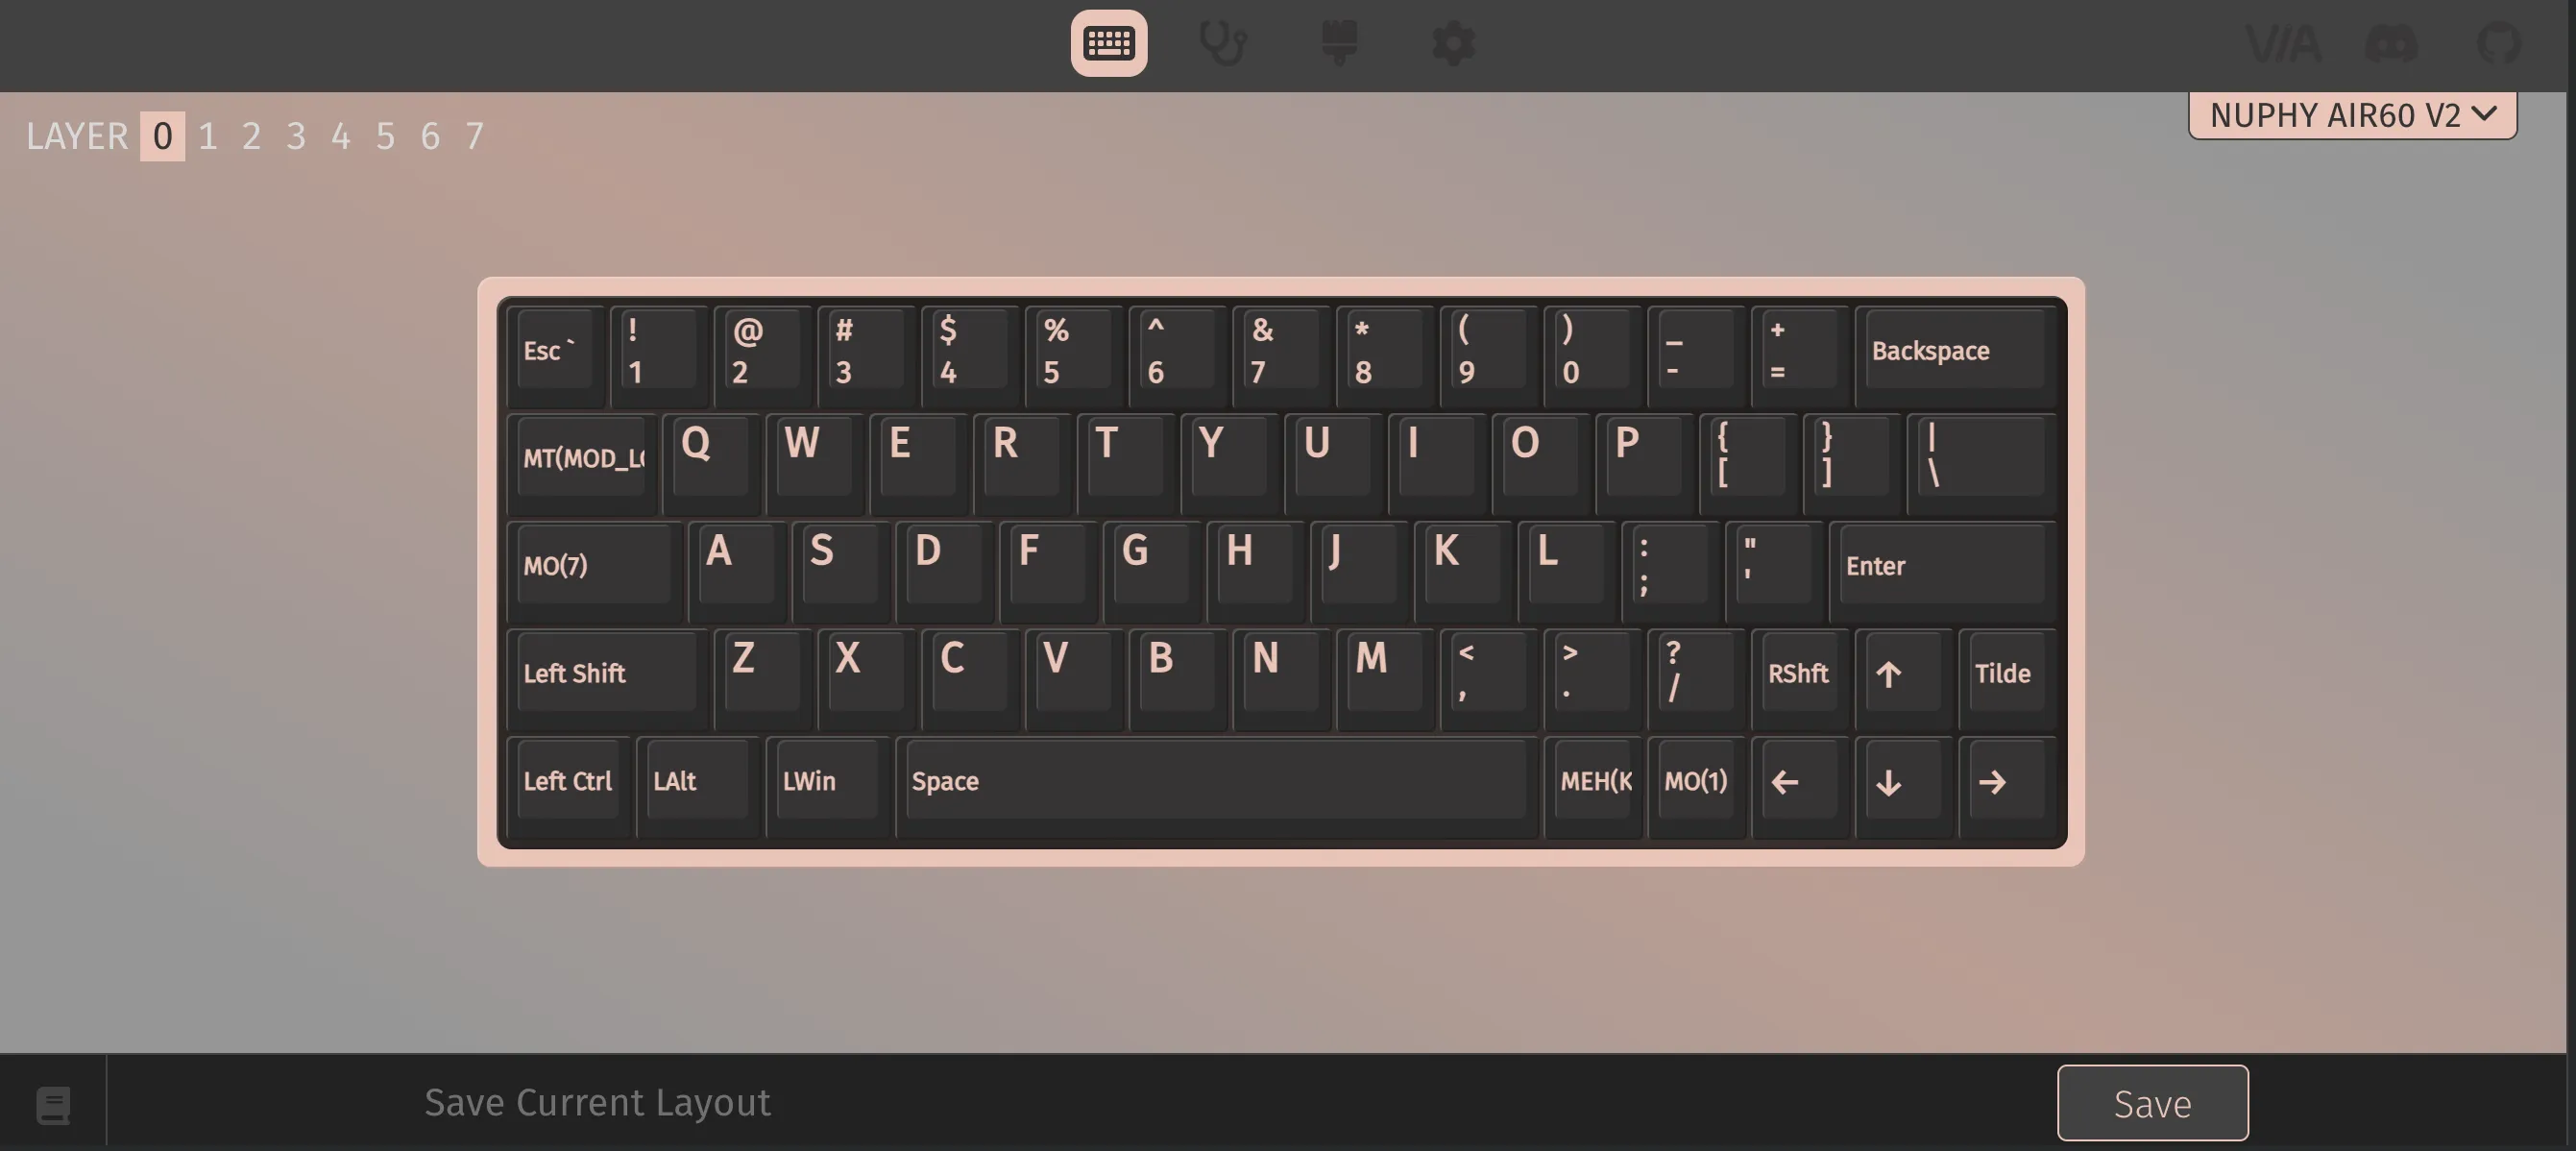 VIA
LAYER 0 1 2 3 4 5 6 7
NUPHY AIR60 V2
Esc ` ! 1 @ 2 # 3 $ 4 % 5 ^ 6 & 7 * 8 ( 9 ) 0 _ - + = Backspace
MT(MOD_L Q W E R T Y U I O P { [ } ] | \
MO(7) A S D F G H J K L : ; " ' Enter
Left Shift Z X C V B N M < , > . ? / RShft ↑ Tilde
Left Ctrl LAlt LWin Space MEH(K MO(1) ← ↓ →
Save Current Layout
Save